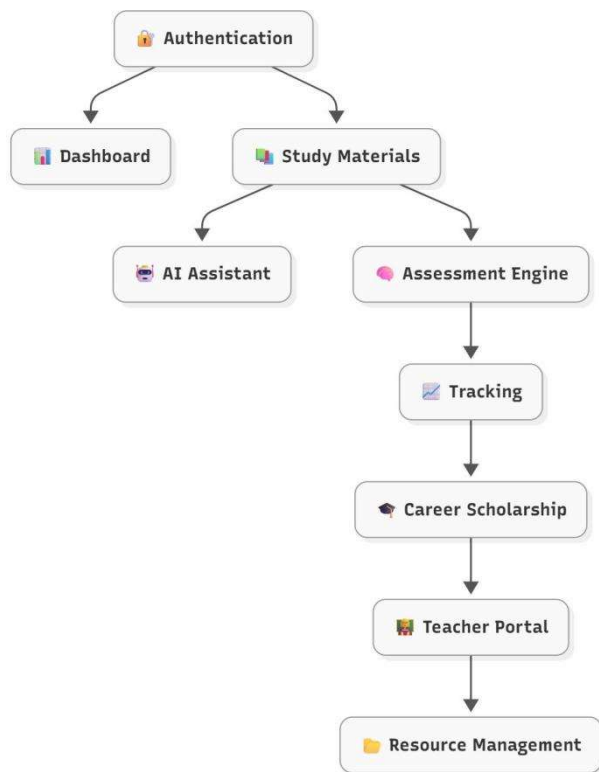 Authentication
Dashboard
Study Materials
AI Assistant
Assessment Engine
Tracking
Career Scholarship
Teacher Portal
Resource Management